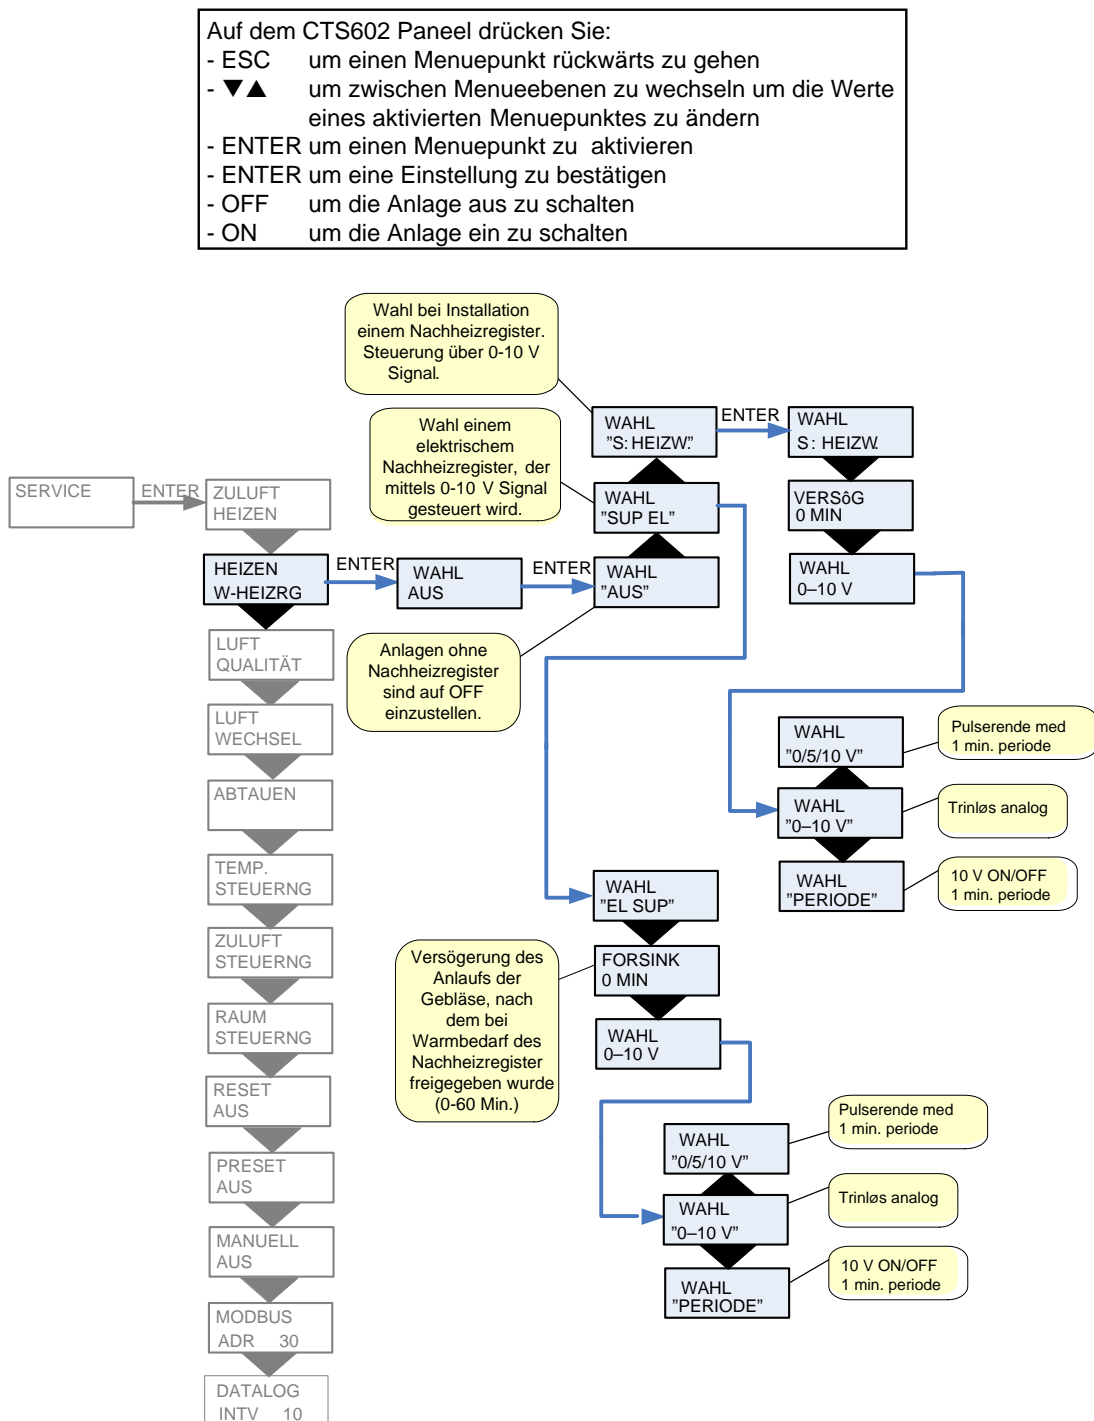 Auf dem CTS602 Paneel drücken Sie:
- ESC um einen Menuepunkt rückwärts zu gehen
- ▼▲ um zwischen Menueebenen zu wechseln um die Werte
eines aktivierten Menuepunktes zu ändern
- ENTER um einen Menuepunkt zu aktivieren
- ENTER um eine Einstellung zu bestätigen
- OFF um die Anlage aus zu schalten
- ON um die Anlage ein zu schalten
Wahl bei Installation
einem Nachheizregister.
Steuerung über 0-10 V
Signal.
Wahl einem
elektrischem
Nachheizregister, der
mittels 0-10 V Signal
gesteuert wird.
WAHL
"S: HEIZW."
ENTER
WAHL
S: HEIZW.
WAHL
"SUP EL"
VERSôG
0 MIN
SERVICE
ENTER
ZULUFT
HEIZEN
HEIZEN
W-HEIZRG
ENTER
WAHL
AUS
ENTER
WAHL
"AUS"
WAHL
0–10 V
Anlagen ohne
Nachheizregister
sind auf OFF
einzustellen.
LUFT
QUALITÄT
LUFT
WECHSEL
ABTAUEN
TEMP.
STEUERNG
ZULUFT
STEUERNG
RAUM
STEUERNG
RESET
AUS
PRESET
AUS
MANUELL
AUS
MODBUS
ADR 30
DATALOG
INTV 10
WAHL
"0/5/10 V"
Pulserende med
1 min. periode
WAHL
"0–10 V"
Trinløs analog
WAHL
"PERIODE"
10 V ON/OFF
1 min. periode
WAHL
"EL SUP"
Versögerung des
Anlaufs der
Gebläse, nach
dem bei
Warmbedarf des
Nachheizregister
freigegeben wurde
(0-60 Min.)
FORSINK
0 MIN
WAHL
0–10 V
WAHL
"0/5/10 V"
Pulserende med
1 min. periode
WAHL
"0–10 V"
Trinløs analog
WAHL
"PERIODE"
10 V ON/OFF
1 min. periode